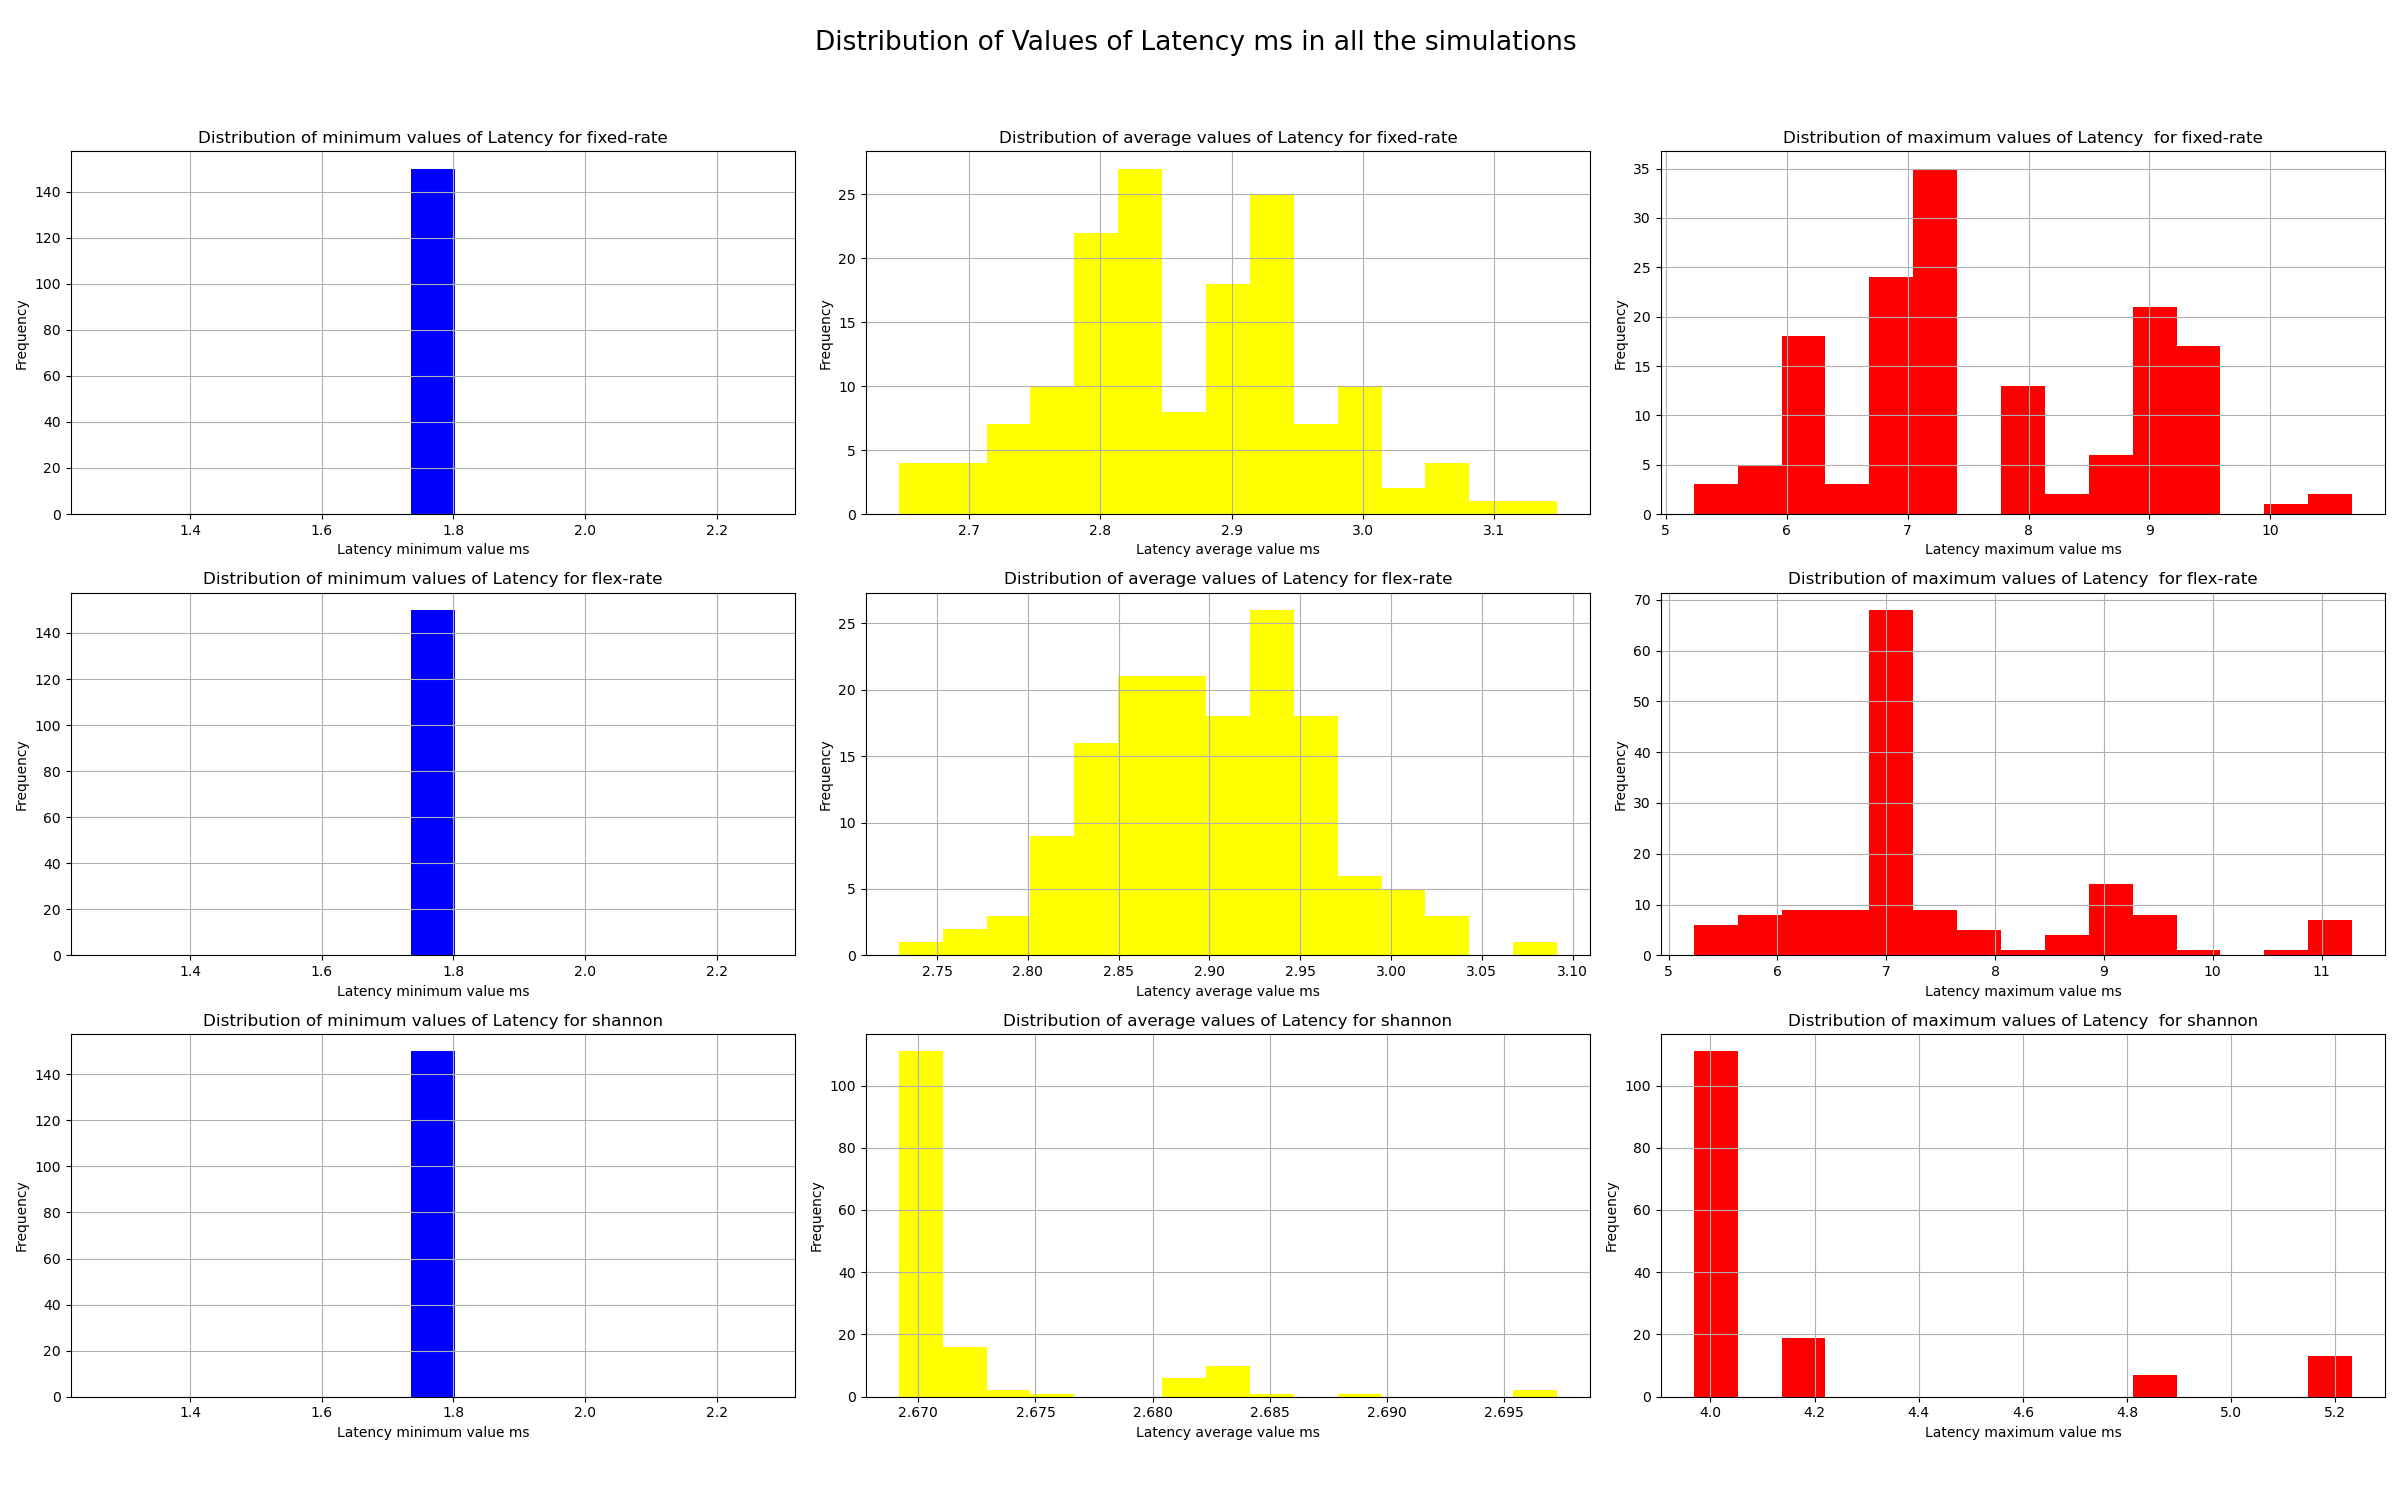 Distribution of Values of Latency ms in all the simulations
Distribution of minimum values of Latency for fixed-rate
Frequency
0
20
40
60
80
100
120
140
1.4 1.6 1.8 2.0 2.2
Latency minimum value ms
Distribution of average values of Latency for fixed-rate
Frequency
0
5
10
15
20
25
2.7 2.8 2.9 3.0 3.1
Latency average value ms
Distribution of maximum values of Latency  for fixed-rate
Frequency
0
5
10
15
20
25
30
35
5 6 7 8 9 10
Latency maximum value ms
Distribution of minimum values of Latency for flex-rate
Frequency
0
20
40
60
80
100
120
140
1.4 1.6 1.8 2.0 2.2
Latency minimum value ms
Distribution of average values of Latency for flex-rate
Frequency
0
5
10
15
20
25
2.75 2.80 2.85 2.90 2.95 3.00 3.05 3.10
Latency average value ms
Distribution of maximum values of Latency  for flex-rate
Frequency
0
10
20
30
40
50
60
70
5 6 7 8 9 10 11
Latency maximum value ms
Distribution of minimum values of Latency for shannon
Frequency
0
20
40
60
80
100
120
140
1.4 1.6 1.8 2.0 2.2
Latency minimum value ms
Distribution of average values of Latency for shannon
Frequency
0
20
40
60
80
100
2.670 2.675 2.680 2.685 2.690 2.695
Latency average value ms
Distribution of maximum values of Latency  for shannon
Frequency
0
20
40
60
80
100
4.0 4.2 4.4 4.6 4.8 5.0 5.2
Latency maximum value ms